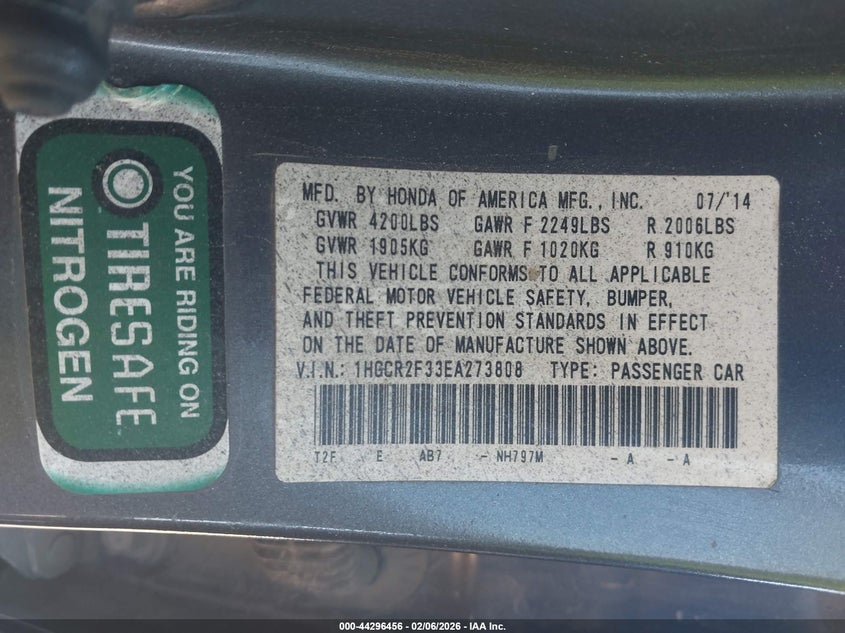 YOU ARE RIDING ON
TIRESAFE
NITROGEN
MFD. BY HONDA OF AMERICA MFG., INC. 07/'14
GVWR 4200LBS GAWR F 2249LBS R 2006LBS
GVWR 1905KG GAWR F 1020KG R 910KG
THIS VEHICLE CONFORMS TO ALL APPLICABLE
FEDERAL MOTOR VEHICLE SAFETY, BUMPER,
AND THEFT PREVENTION STANDARDS IN EFFECT
ON THE DATE OF MANUFACTURE SHOWN ABOVE.
V.I.N.: 1HGCR2F33EA273808 TYPE: PASSENGER CAR
T2F E AB7 - NH797M - A - A
000-44296456 - 02/06/2026 - IAA Inc.